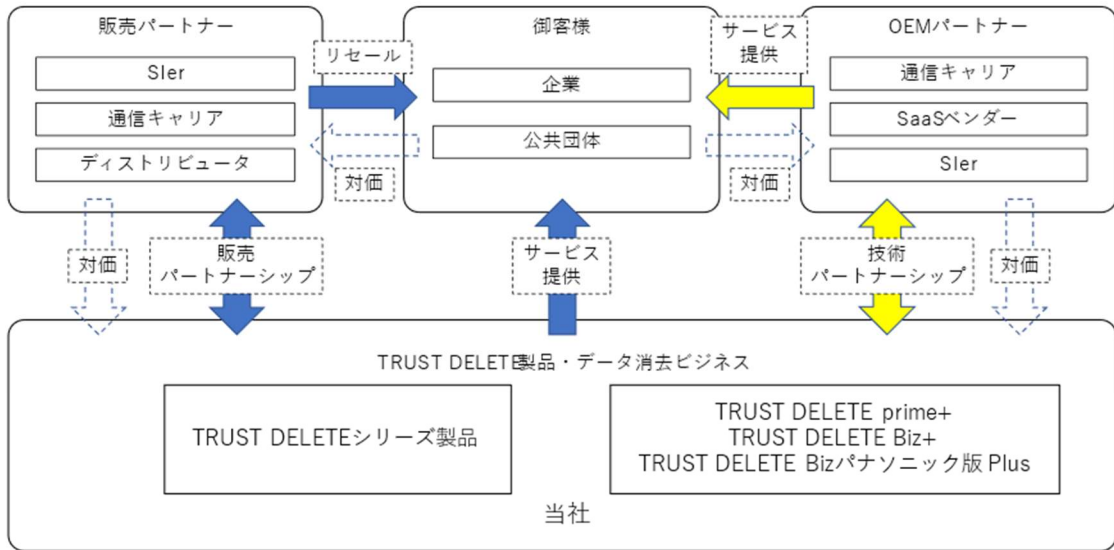 販売パートナー
SIer
通信キャリア
ディストリビュータ
リセール
対価
御客様
企業
公共団体
サービス
提供
対価
OEMパートナー
通信キャリア
SaaSベンダー
SIer
対価
販売
パートナーシップ
サービス
提供
技術
パートナーシップ
対価
TRUST DELETE製品・データ消去ビジネス
TRUST DELETEシリーズ製品
TRUST DELETE prime+
TRUST DELETE Biz+
TRUST DELETE Bizパナソニック版 Plus
当社